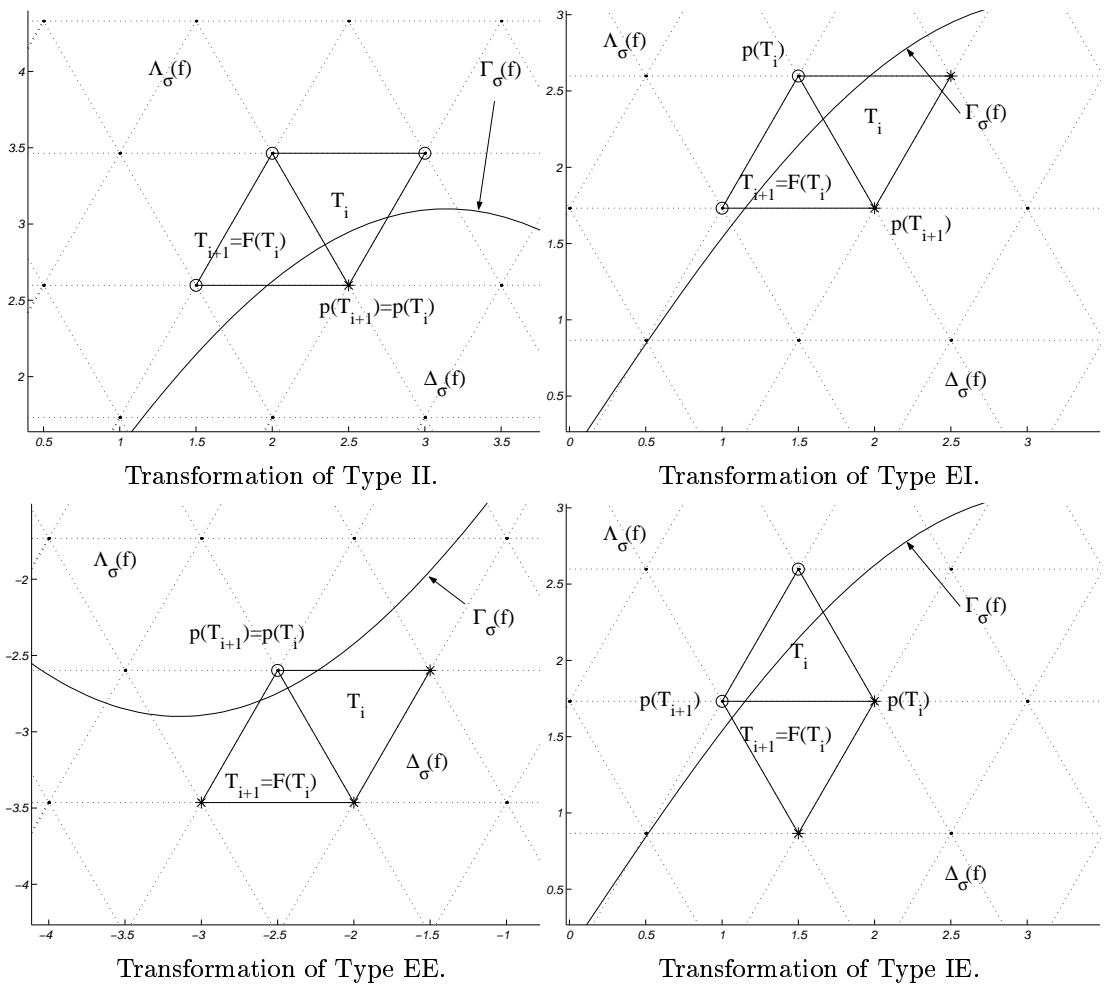 4
3.5
3
2.5
2
0.5 1 1.5 2 2.5 3 3.5
Λσ(f)
Γσ(f)
Ti
Ti+1=F(Ti)
p(Ti+1)=p(Ti)
Δσ(f)
Transformation of Type II.
3
2.5
2
1.5
1
0.5
0 0.5 1 1.5 2 2.5 3
Λσ(f)
p(Ti)
Γσ(f)
Ti
Ti+1=F(Ti)
p(Ti+1)
Δσ(f)
Transformation of Type EI.
−2
−2.5
−3
−3.5
−4
−4 −3.5 −3 −2.5 −2 −1.5 −1
Λσ(f)
Γσ(f)
p(Ti+1)=p(Ti)
Ti
Δσ(f)
Ti+1=F(Ti)
Transformation of Type EE.
3
2.5
2
1.5
1
0.5
0 0.5 1 1.5 2 2.5 3
Λσ(f)
Γσ(f)
Ti
p(Ti+1)
p(Ti)
Ti+1=F(Ti)
Δσ(f)
Transformation of Type IE.